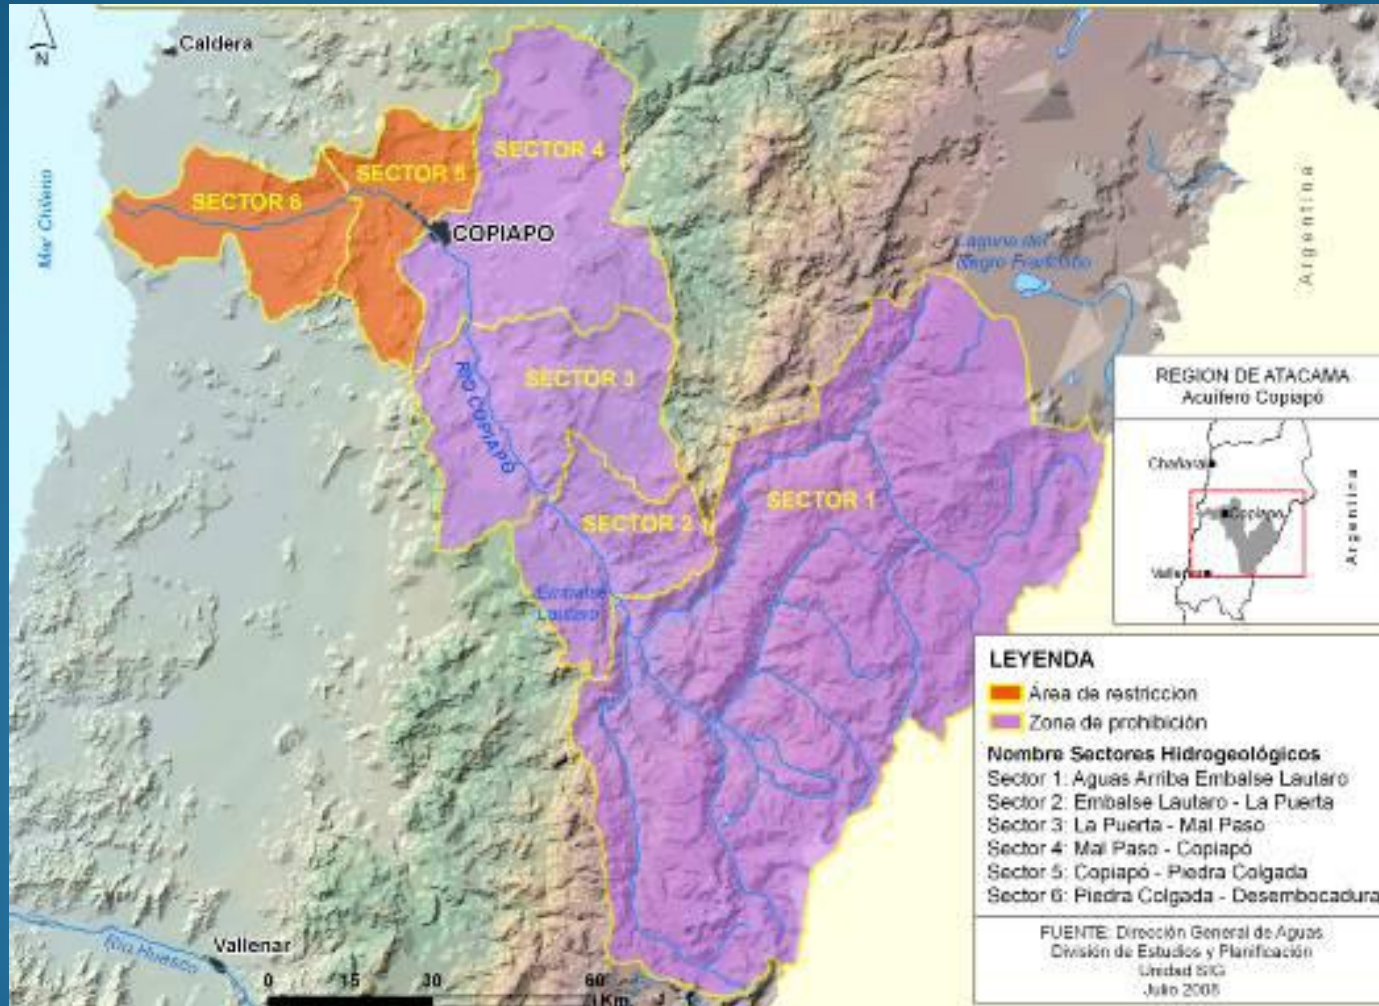 N
Caldera
Mar Chileno
SECTOR 4
SECTOR 5
SECTOR 6
COPIAPO
Laguna del
Negro Francisco
Argentina
SECTOR 3
RIO COPIAPO
SECTOR 1
SECTOR 2
Embalse
Lautaro
Rio Huasco
Vallenar
0 15 30 60
Km
REGION DE ATACAMA
Acuífero Copiapó
Chañaral
Copiapo
Vallenar
Argentina
LEYENDA
Área de restriccion
Zona de prohibición
Nombre Sectores Hidrogeológicos
Sector 1: Aguas Arriba Embalse Lautaro
Sector 2: Embalse Lautaro - La Puerta
Sector 3: La Puerta - Mal Paso
Sector 4: Mal Paso - Copiapó
Sector 5: Copiapó - Piedra Colgada
Sector 6: Piedra Colgada - Desembocadura
FUENTE: Dirección General de Aguas
División de Estudios y Planificación
Unidad SIG
Julio 2008